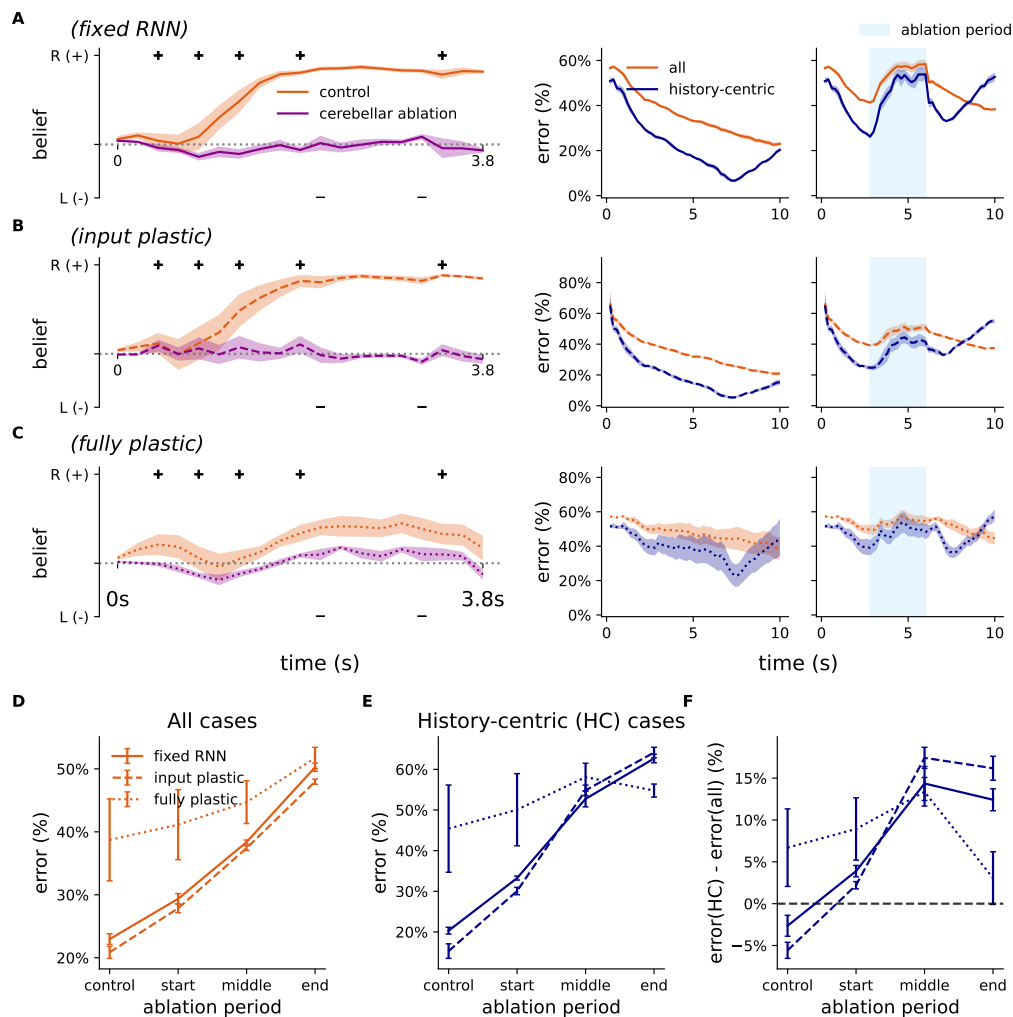 A
(fixed RNN)
R (+)
belief
L (-)
0
3.8
control
cerebellar ablation
+ + + + +
− −
error (%)
60%
40%
20%
0%
all
history-centric
0 5 10
ablation period
0 5 10
B
(input plastic)
R (+)
belief
L (-)
0
3.8
+ + + + +
− −
error (%)
80%
60%
40%
20%
0%
0 5 10
0 5 10
C
(fully plastic)
R (+)
belief
L (-)
0s
3.8s
+ + + + +
− −
time (s)
error (%)
80%
60%
40%
20%
0%
0 5 10
0 5 10
time (s)
D
All cases
fixed RNN
input plastic
fully plastic
error (%)
50%
40%
30%
20%
control start middle end
ablation period
E
History-centric (HC) cases
error (%)
60%
50%
40%
30%
20%
control start middle end
ablation period
F
error(HC) - error(all) (%)
15%
10%
5%
0%
−5%
control start middle end
ablation period